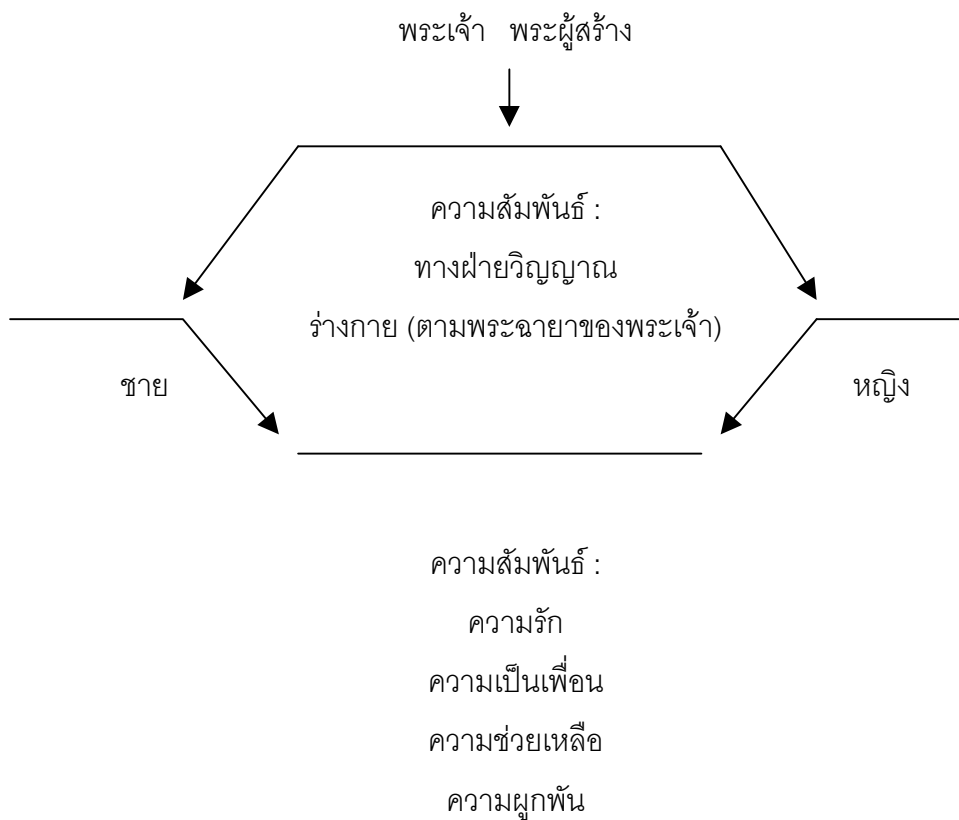 พระเจ้า พระผู้สร้าง
ความสัมพันธ์ :
ทางฝ่ายวิญญาณ
ร่างกาย (ตามพระฉายาของพระเจ้า)
ชาย
หญิง
ความสัมพันธ์ :
ความรัก
ความเป็นเพื่อน
ความช่วยเหลือ
ความผูกพัน